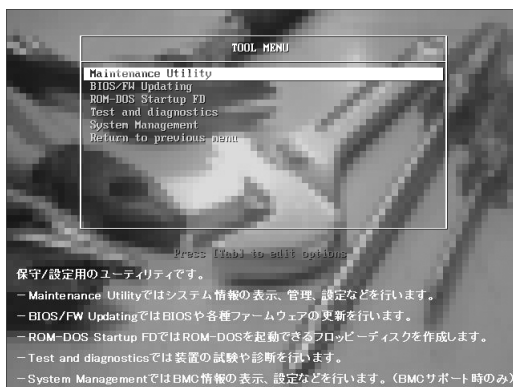 TOOL MENU
Maintenance Utility
BIOS/FW Updating
ROM-DOS Startup FD
Test and diagnostics
System Management
Return to previous menu
Press [Tab] to edit options
保守/設定用のユーティリティです。
－Maintenance Utilityではシステム情報の表示、管理、設定などを行います。
－BIOS/FW UpdatingではBIOSや各種ファームウェアの更新を行います。
－ROM-DOS Startup FDではROM-DOSを起動できるフロッピーディスクを作成します。
－Test and diagnosticsでは装置の試験や診断を行います。
－System ManagementではBMC情報の表示、設定などを行います。（BMCサポート時のみ）